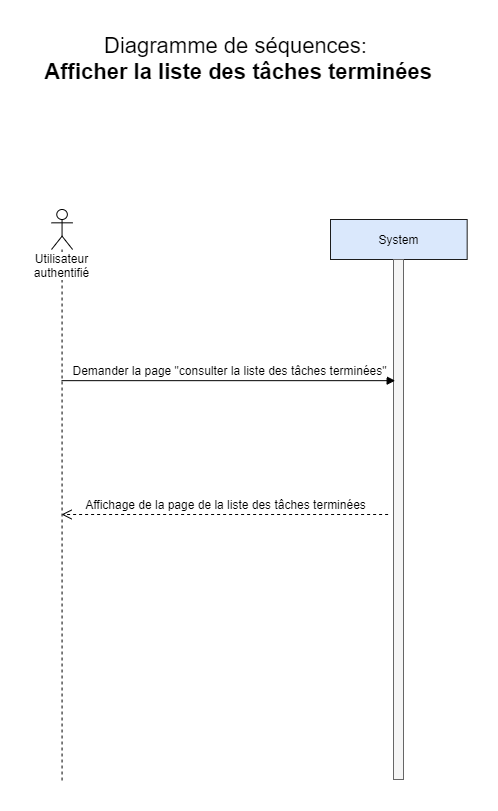 Diagramme de séquences:
Afficher la liste des tâches terminées
Utilisateur
authentifié
System
Demander la page "consulter la liste des tâches terminées"
Affichage de la page de la liste des tâches terminées